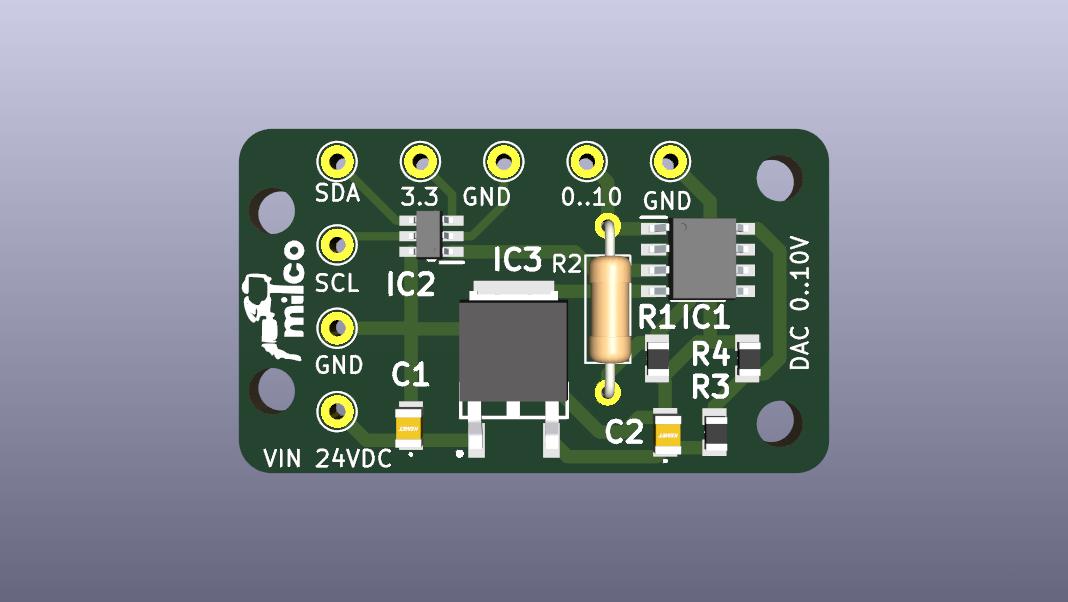 SDA
3.3
GND
0..10
GND
SCL
IC2
IC3
R2
milco
R1
IC1
DAC 0..10V
GND
C1
R4
R3
C2
VIN 24VDC